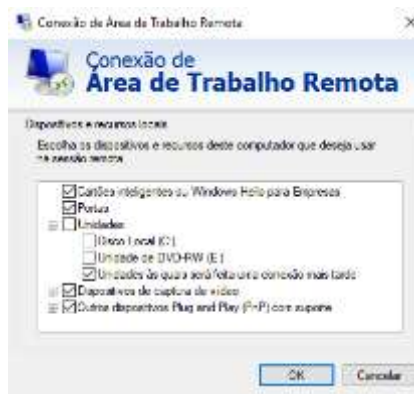 Conexão de Área de Trabalho Remota
Conexão de
Área de Trabalho Remota
Dispositivos e recursos locais
Escolha os dispositivos e recursos deste computador que deseja usar
na sessão remota
Cartões inteligentes ou Windows Hello para Empresas
Portas
Unidades
Disco Local (C:)
Unidade de DVD-RW (E:)
Unidades às quais será feita uma conexão mais tarde
Dispositivos de captura de vídeo
Outros dispositivos Plug and Play (PnP) com suporte
OK Cancelar